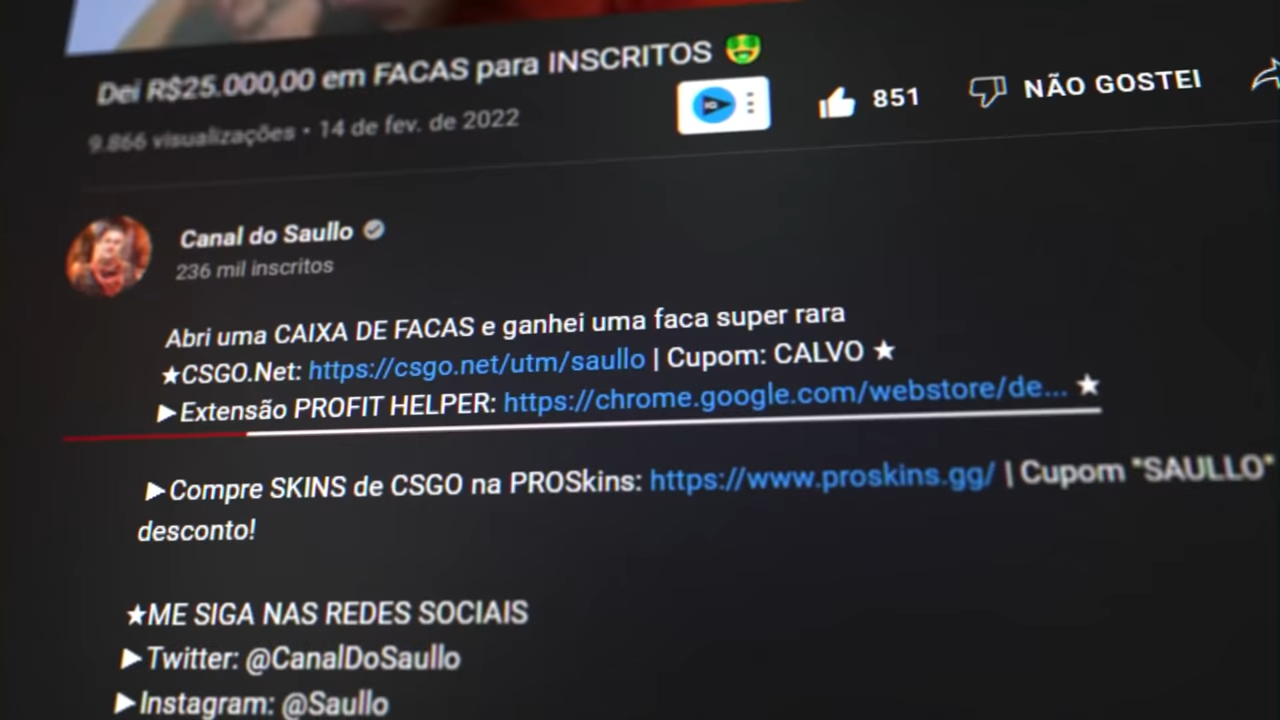 Dei R$25.000,00 em FACAS para INSCRITOS 🤑
9.866 visualizações • 14 de fev. de 2022
IG
851
NÃO GOSTEI
Canal do Saullo
236 mil inscritos
Abri uma CAIXA DE FACAS e ganhei uma faca super rara
★CSGO.Net: https://csgo.net/utm/saullo | Cupom: CALVO ★
►Extensão PROFIT HELPER: https://chrome.google.com/webstore/de... ★
►Compre SKINS de CSGO na PROSkins: https://www.proskins.gg/ | Cupom "SAULLO"
desconto!
★ME SIGA NAS REDES SOCIAIS
►Twitter: @CanalDoSaullo
►Instagram: @Saullo